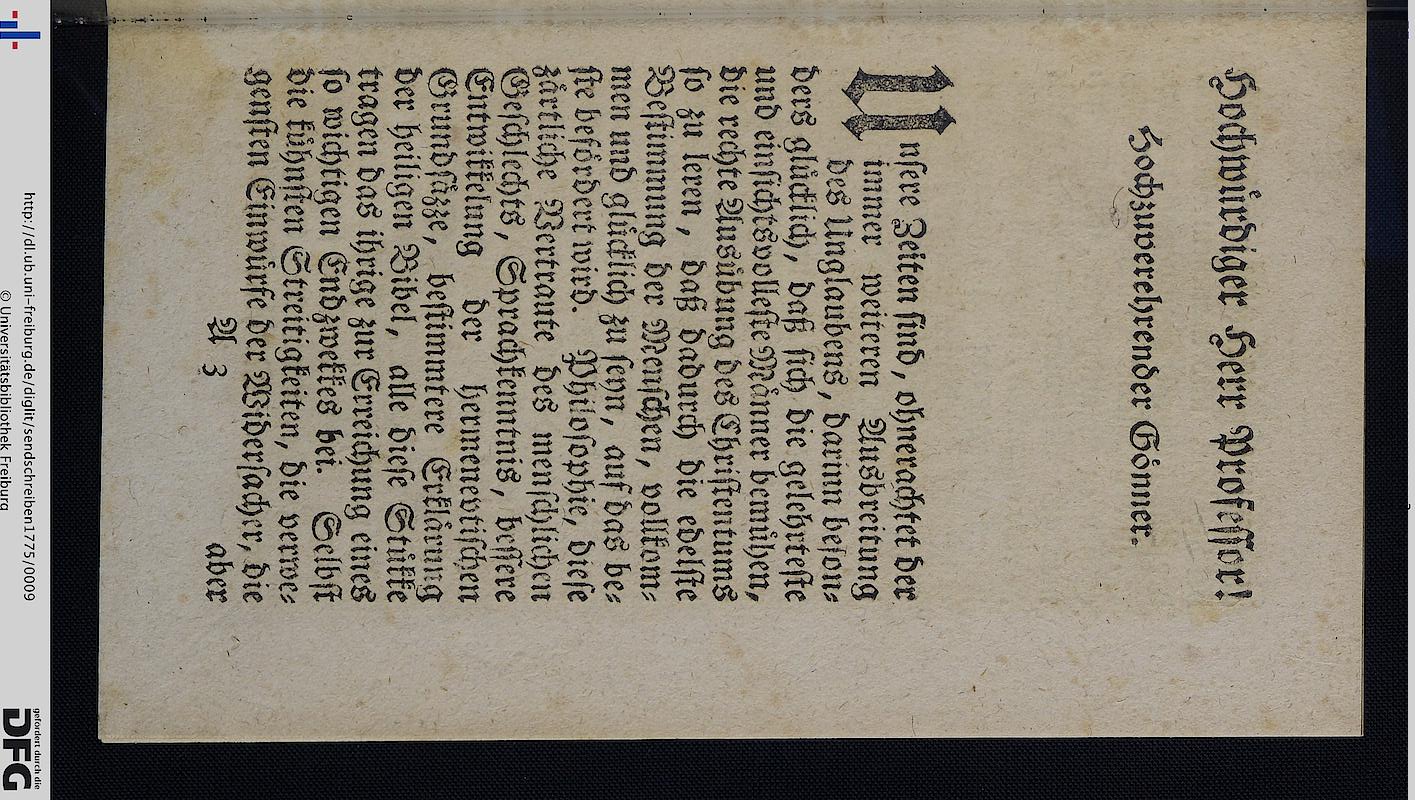 Hochwürdiger Herr Professor!
Hochzuverehrender Gönner.
Unsere Zeiten sind, ohnerachtet der
immer weiteren Ausbreitung
des Unglaubens, darinn beson-
ders glücklich, daß sich die gelehrteste
und einsichtsvolleste Männer bemühen,
die rechte Ausübung des Christentums
so zu leren, daß dadurch die edelste
Bestimmung der Menschen, vollkom-
men und glücklich zu seyn, auf das be-
ste befördert wird. Philosophie, diese
zärtliche Vertraute des menschlichen
Geschlechts, Sprachkenntnis, bessere
Entwikkelung der hermenevtischen
Grundsäzze, bestimmtere Erklärung
der heiligen Bibel, alle diese Stükke
tragen das ihrige zur Erreichung eines
so wichtigen Endzwekkes bei. Selbst
die kühnsten Streitigkeiten, die verwe-
gensten Einwürfe der Widersacher, die
A 3 aber
http://dl.ub.uni-freiburg.de/diglit/sendschreiben1775/0009
© Universitätsbibliothek Freiburg
gefördert durch die
DFG